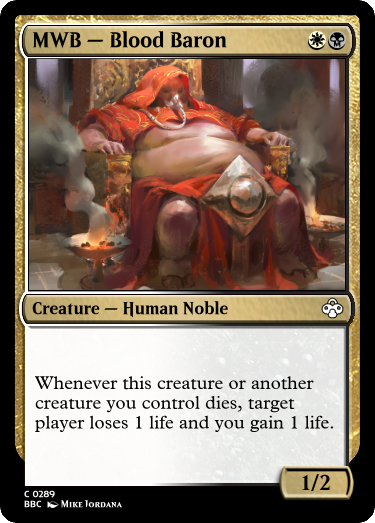 MWB — Blood Baron
Creature — Human Noble
Whenever this creature or another
creature you control dies, target
player loses 1 life and you gain 1 life.
1/2
C 0289
BBC Mike Jordana